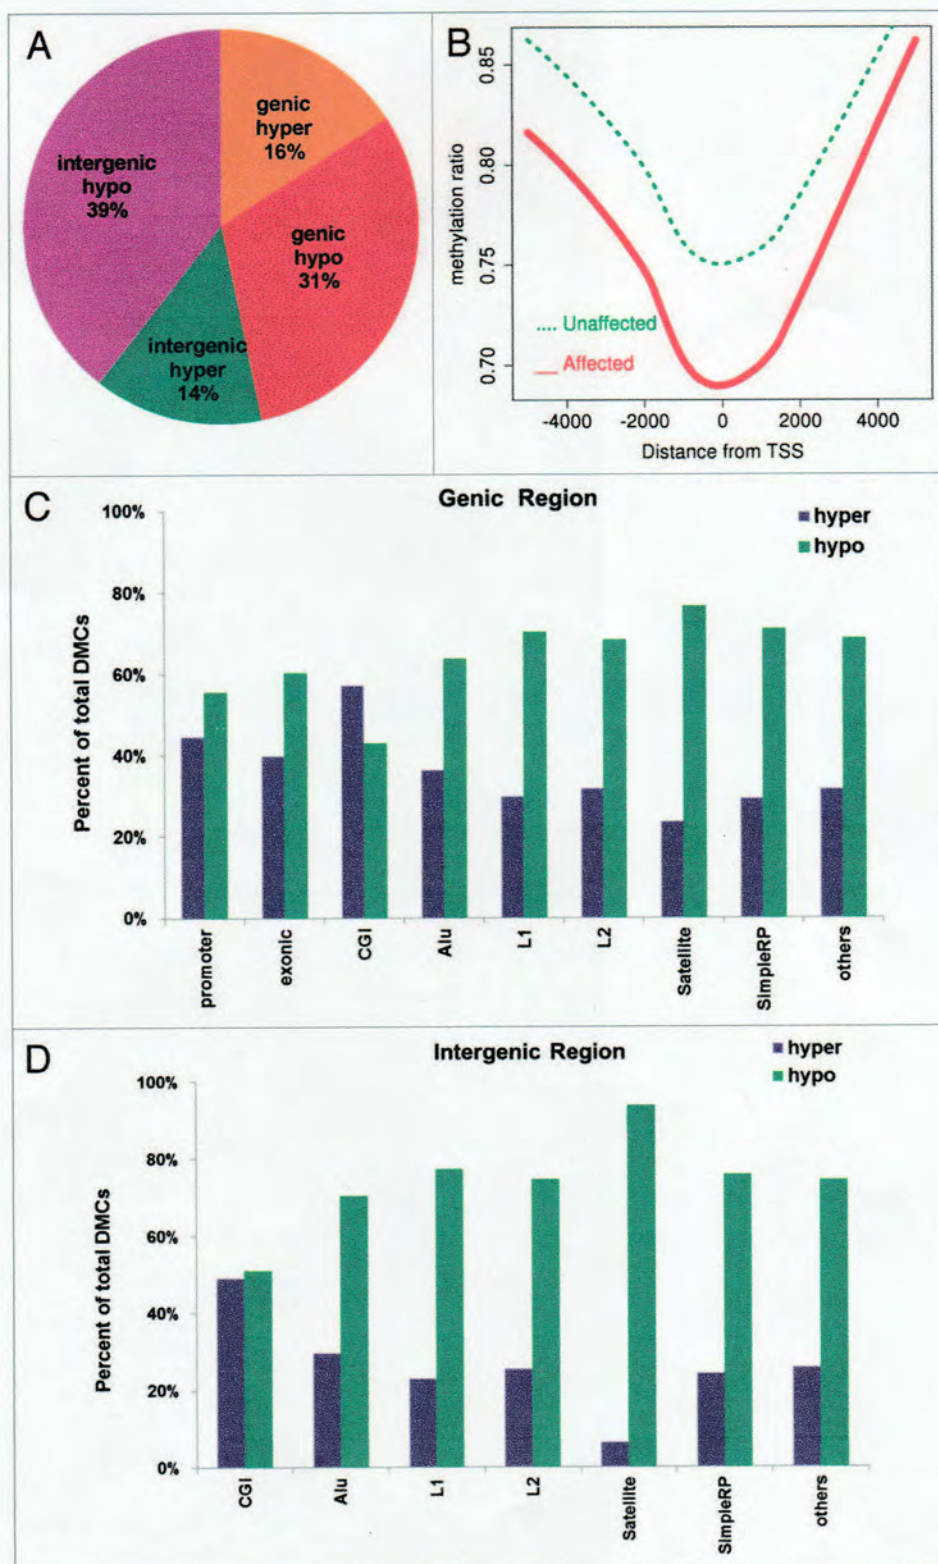 A
genic
hyper
16%
intergenic
hypo
39%
genic
hypo
31%
intergenic
hyper
14%
B
methylation ratio
0.85
0.80
0.75
0.70
Unaffected
Affected
-4000 -2000 0 2000 4000
Distance from TSS
C
Genic Region
hyper
hypo
Percent of total DMCs
100%
80%
60%
40%
20%
0%
promoter exonic CGI Alu L1 L2 Satellite SimpleRP others
D
Intergenic Region
hyper
hypo
Percent of total DMCs
100%
80%
60%
40%
20%
0%
CGI Alu L1 L2 Satellite SimpleRP others